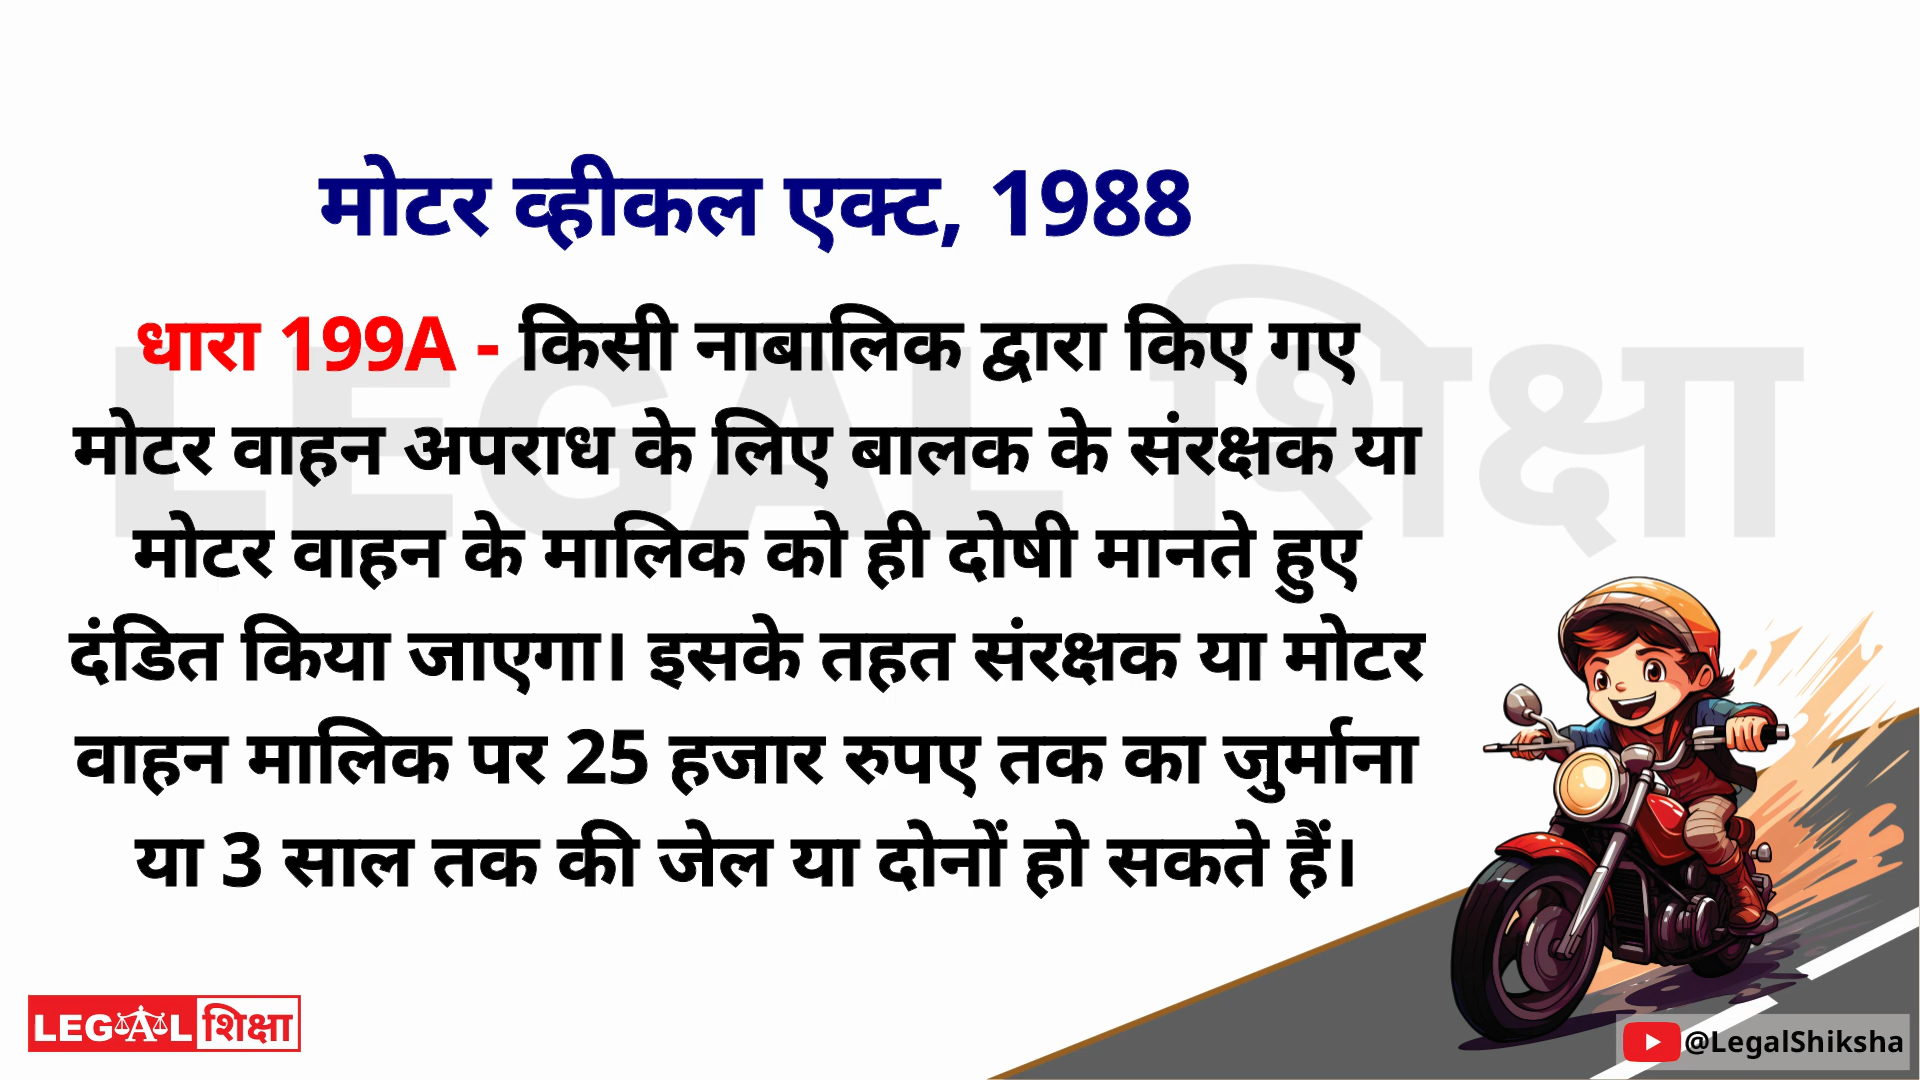 मोटर व्हीकल एक्ट, 1988
धारा 199A - किसी नाबालिक द्वारा किए गए
मोटर वाहन अपराध के लिए बालक के संरक्षक या
मोटर वाहन के मालिक को ही दोषी मानते हुए
दंडित किया जाएगा। इसके तहत संरक्षक या मोटर
वाहन मालिक पर 25 हजार रुपए तक का जुर्माना
या 3 साल तक की जेल या दोनों हो सकते हैं।
LEGAL शिक्षा
LEGAL शिक्षा
@LegalShiksha